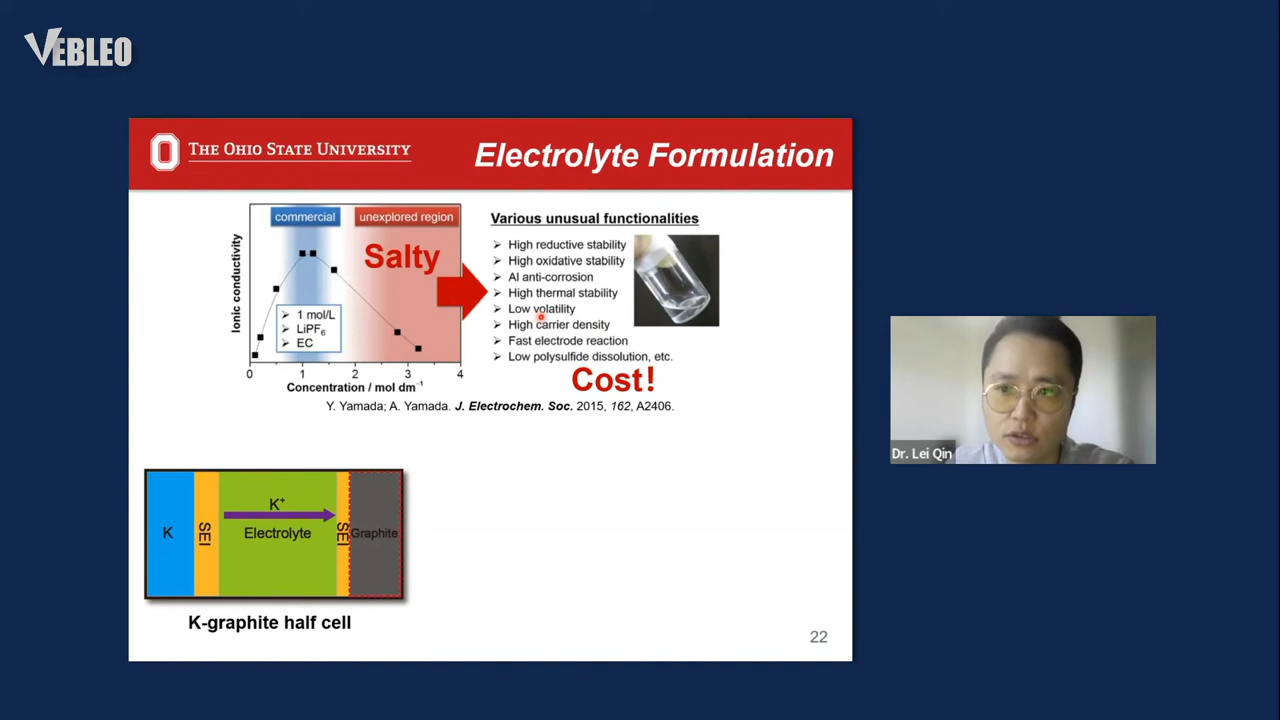 VEBLEO
THE OHIO STATE UNIVERSITY
Electrolyte Formulation
commercial
unexplored region
Salty
Ionic conductivity
1 mol/L
LiPF₆
EC
0 1 2 3 4
Concentration / mol dm⁻¹
Various unusual functionalities
➢ High reductive stability
➢ High oxidative stability
➢ Al anti-corrosion
➢ High thermal stability
➢ Low volatility
➢ High carrier density
➢ Fast electrode reaction
➢ Low polysulfide dissolution, etc.
Cost!
Y. Yamada; A. Yamada. J. Electrochem. Soc. 2015, 162, A2406.
K
SEI
K⁺
Electrolyte
SEI
Graphite
K-graphite half cell
22
Dr. Lei Qin